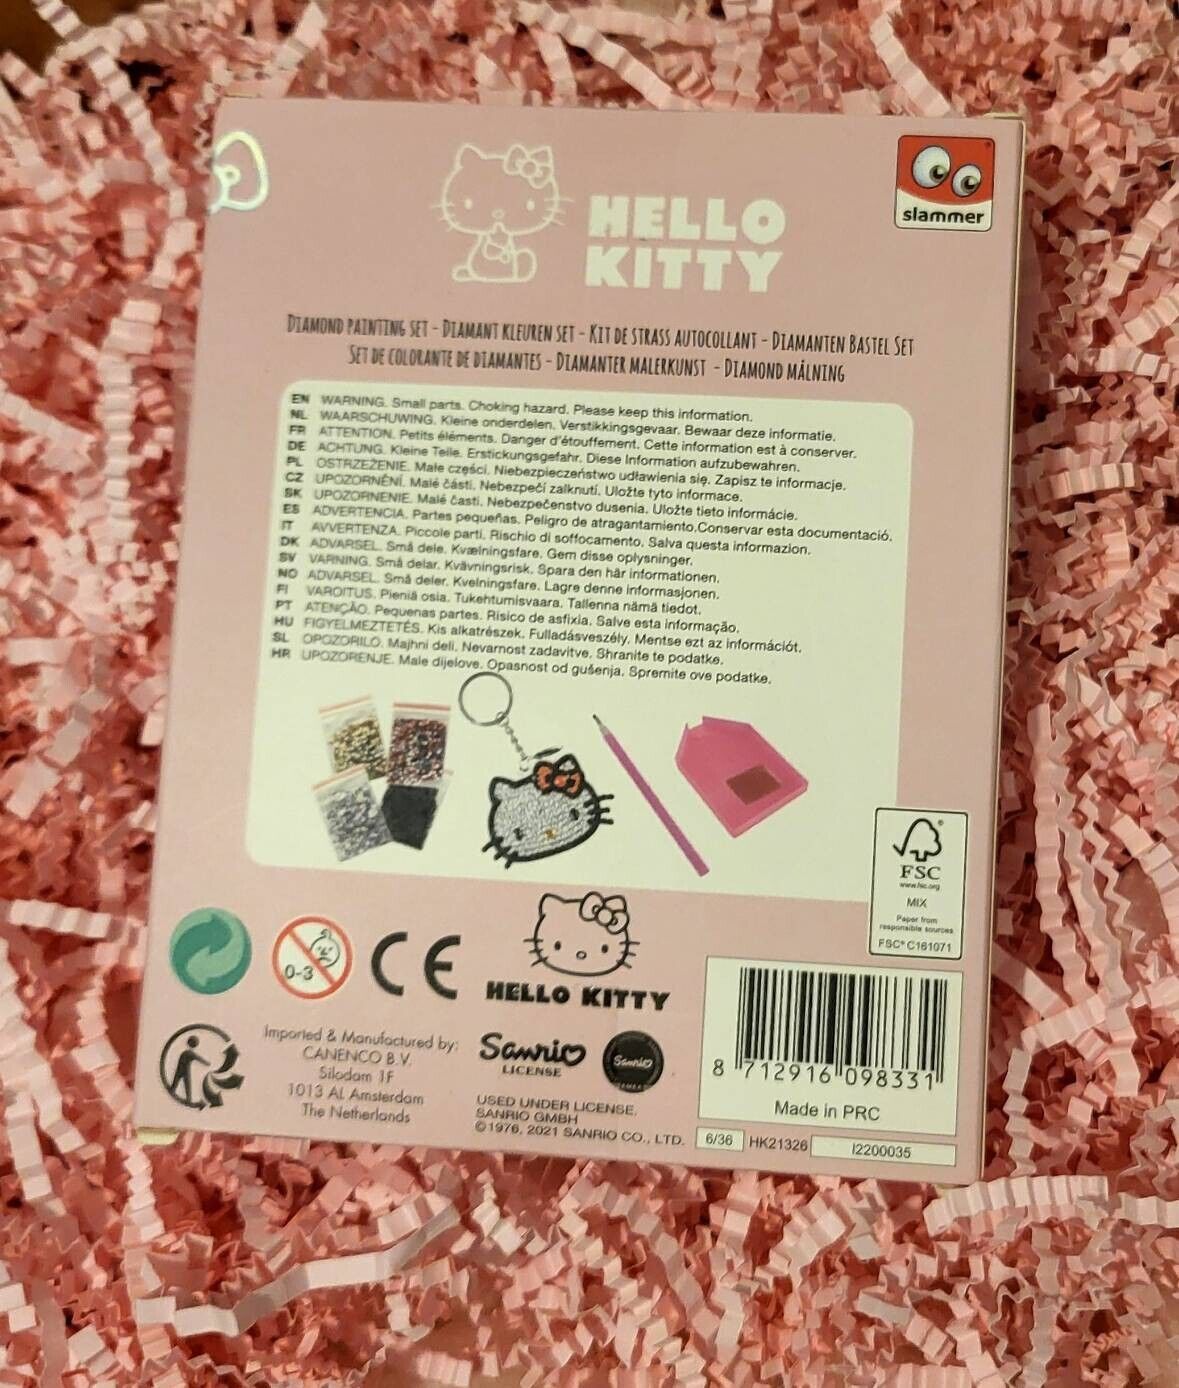 slammer
HELLO
KITTY
DIAMOND PAINTING SET - DIAMANT KLEUREN SET - KIT DE STRASS AUTOCOLLANT - DIAMANTEN BASTEL SET
SET DE COLORANTE DE DIAMANTES - DIAMANTER MALERKUNST - DIAMOND MÅLNING
EN WARNING. Small parts. Choking hazard. Please keep this information.
NL WAARSCHUWING. Kleine onderdelen. Verstikkingsgevaar. Bewaar deze informatie.
FR ATTENTION. Petits éléments. Danger d'étouffement. Cette information est à conserver.
DE ACHTUNG. Kleine Teile. Erstickungsgefahr. Diese Information aufzubewahren.
PL OSTRZEŻENIE. Małe części. Niebezpieczeństwo udławienia się. Zapisz te informacje.
CZ UPOZORNĚNÍ. Malé části. Nebezpečí zalknutí. Uložte tyto informace.
SK UPOZORNENIE. Malé časti. Nebezpečenstvo dusenia. Uložte tieto informácie.
ES ADVERTENCIA. Partes pequeñas. Peligro de atragantamiento.Conservar esta documentació.
IT AVVERTENZA. Piccole parti. Rischio di soffocamento. Salva questa informazion.
DK ADVARSEL. Små dele. Kvælningsfare. Gem disse oplysninger.
SV VARNING. Små delar. Kvävningsrisk. Spara den här informationen.
NO ADVARSEL. Små deler. Kvelningsfare. Lagre denne informasjonen.
FI VAROITUS. Pieniä osia. Tukehtumisvaara. Tallenna nämä tiedot.
PT ATENÇÃO. Pequenas partes. Risico de asfixia. Salve esta informação.
HU FIGYELMEZTETÉS. Kis alkatrészek. Fulladásveszély. Mentse ezt az információt.
SL OPOZORILO. Majhni deli. Nevarnost zadavitve. Shranite te podatke.
HR UPOZORENJE. Male dijelove. Opasnost od gušenja. Spremite ove podatke.
FSC
www.fsc.org
MIX
Paper from
responsible sources
FSC® C161071
0-3
CE
HELLO KITTY
Imported & Manufactured by:
CANENCO B.V.
Silodam 1F
1013 AL Amsterdam
The Netherlands
Sanrio
LICENSE
Sanrio
USED UNDER LICENSE.
SANRIO GMBH
©1976, 2021 SANRIO CO., LTD.
8 712916 098331
Made in PRC
6/36 HK21326 I2200035